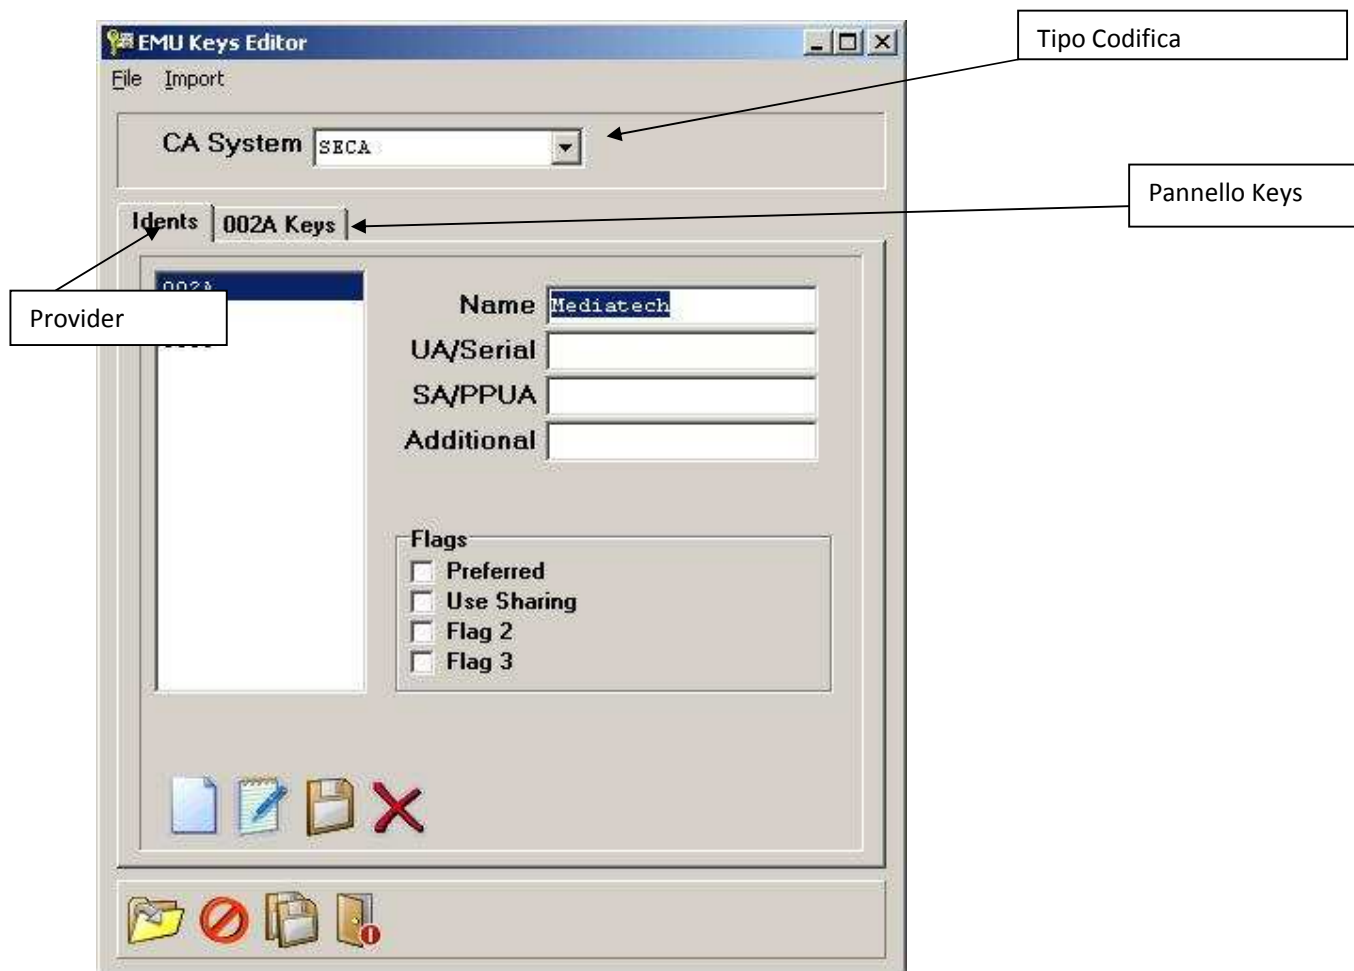 EMU Keys Editor
Tipo Codifica
File Import
CA System SECA
Pannello Keys
Idents 002A Keys
002A
Provider
Name Mediatech
UA/Serial
SA/PPUA
Additional
Flags
Preferred
Use Sharing
Flag 2
Flag 3